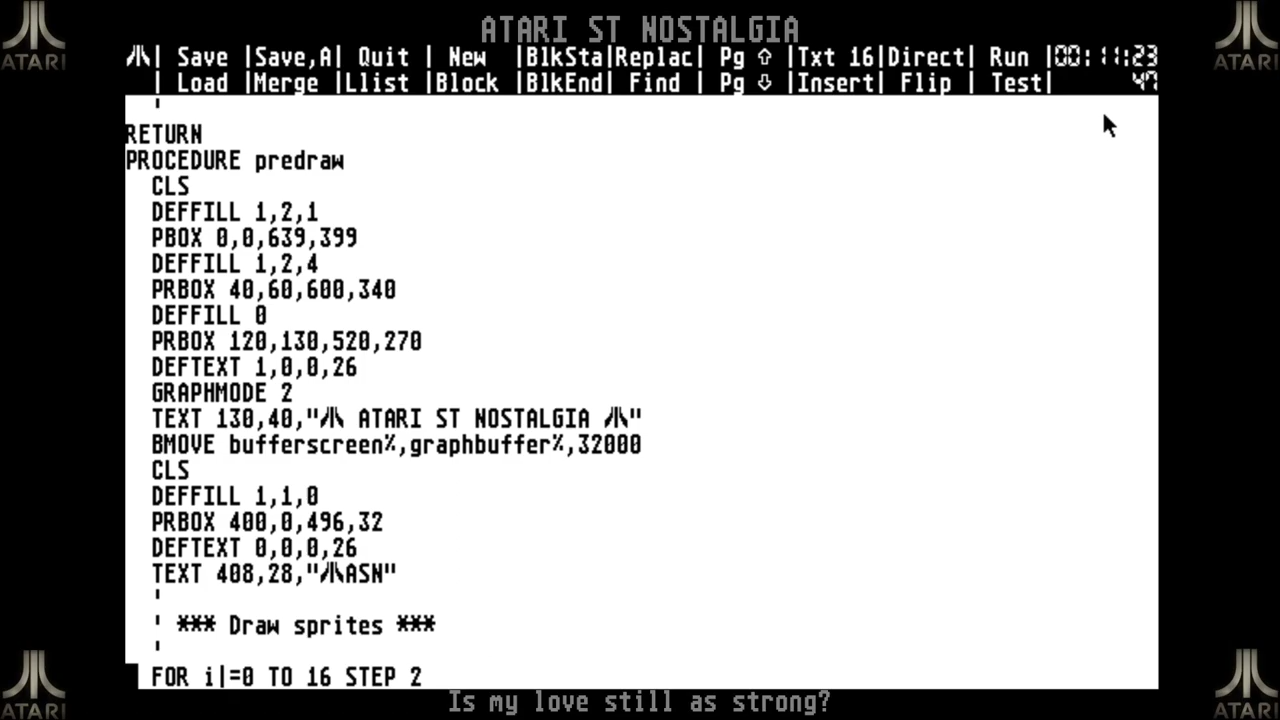 ATARI ST NOSTALGIA
ATARI
ATARI
| Save |Save,A| Quit | New |BlkSta|Replac| Pg ⇧ |Txt 16|Direct| Run |00:11:23
| Load |Merge |Llist |Block |BlkEnd| Find | Pg ⇩ |Insert| Flip | Test| 47
'
RETURN
PROCEDURE predraw
CLS
DEFFILL 1,2,1
PBOX 0,0,639,399
DEFFILL 1,2,4
PRBOX 40,60,600,340
DEFFILL 0
PRBOX 120,130,520,270
DEFTEXT 1,0,0,26
GRAPHMODE 2
TEXT 130,40," ATARI ST NOSTALGIA "
BMOVE bufferscreen%,graphbuffer%,32000
CLS
DEFFILL 1,1,0
PRBOX 400,0,496,32
DEFTEXT 0,0,0,26
TEXT 408,28,"ASN"
'
' *** Draw sprites ***
'
FOR i|=0 TO 16 STEP 2
Is my love still as strong?
ATARI
ATARI